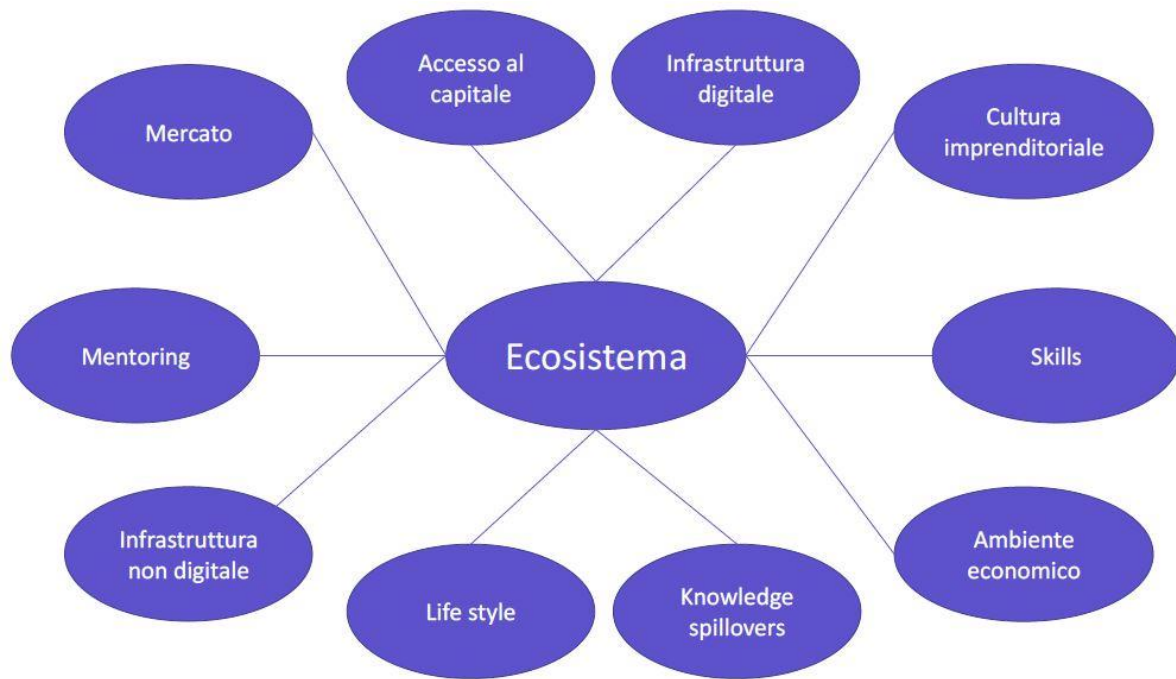 Accesso al
capitale
Infrastruttura
digitale
Mercato
Cultura
imprenditoriale
Mentoring
Ecosistema
Skills
Infrastruttura
non digitale
Life style
Knowledge
spillovers
Ambiente
economico